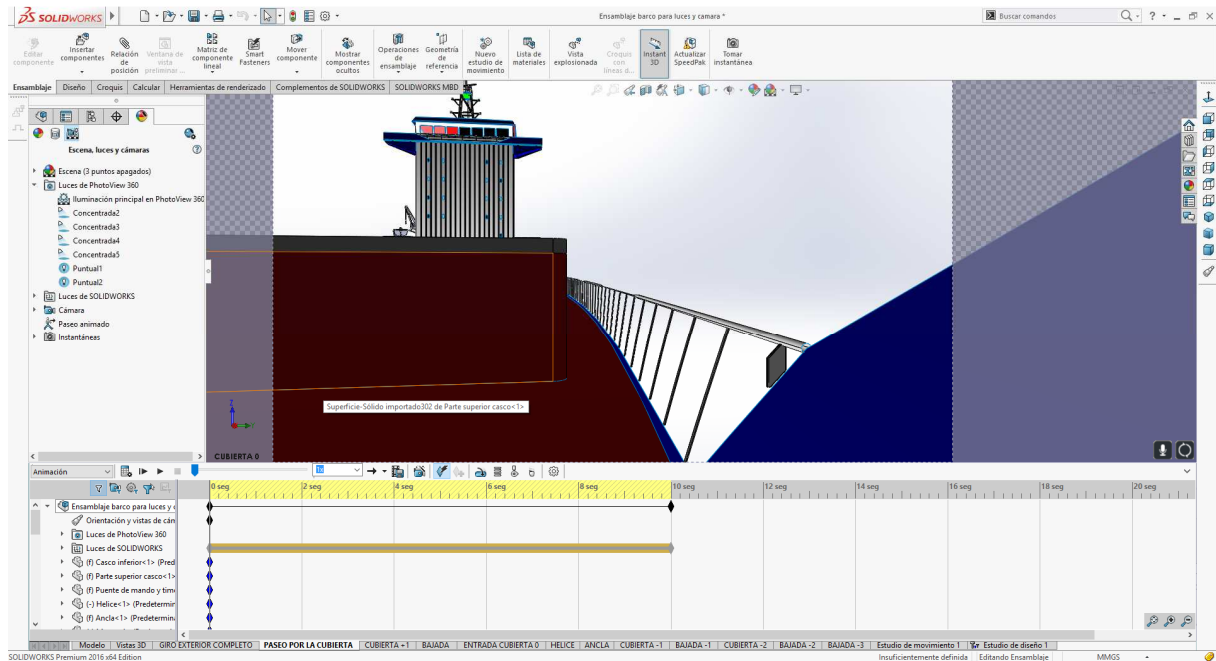 SOLIDWORKS
Ensamblaje barco para luces y camara *
Buscar comandos
Editar componente
Insertar componentes
Relación de posición
Ventana de vista preliminar ...
Matriz de componente lineal
Smart Fasteners
Mover componente
Mostrar componentes ocultos
Operaciones de ensamblaje
Geometría de referencia
Nuevo estudio de movimiento
Lista de materiales
Vista explosionada
Croquis con líneas d...
Instant 3D
Actualizar SpeedPak
Tomar instantánea
Ensamblaje Diseño Croquis Calcular Herramientas de renderizado Complementos de SOLIDWORKS SOLIDWORKS MBD
Escena, luces y cámaras
Escena (3 puntos apagados)
Luces de PhotoView 360
Iluminación principal en PhotoView 360
Concentrada2
Concentrada3
Concentrada4
Concentrada5
Puntual1
Puntual2
Luces de SOLIDWORKS
Cámara
Paseo animado
Instantáneas
Superficie-Sólido importado302 de Parte superior casco<1>
Z
CUBIERTA 0
Animación
1x
0 seg 2 seg 4 seg 6 seg 8 seg 10 seg 12 seg 14 seg 16 seg 18 seg 20 seg
Ensamblaje barco para luces y c
Orientación y vistas de cám
Luces de PhotoView 360
Luces de SOLIDWORKS
(f) Casco inferior<1> (Pred
(f) Parte superior casco<1>
(f) Puente de mando y timo
(-) Helice<1> (Predetermin
(f) Ancla<1> (Predetermina
Modelo Vistas 3D GIRO EXTERIOR COMPLETO PASEO POR LA CUBIERTA CUBIERTA +1 BAJADA ENTRADA CUBIERTA 0 HELICE ANCLA CUBIERTA -1 BAJADA -1 CUBIERTA -2 BAJADA -2 BAJADA -3 Estudio de movimiento 1 Estudio de diseño 1
SOLIDWORKS Premium 2016 x64 Edition Insuficientemente definida Editando Ensamblaje MMGS